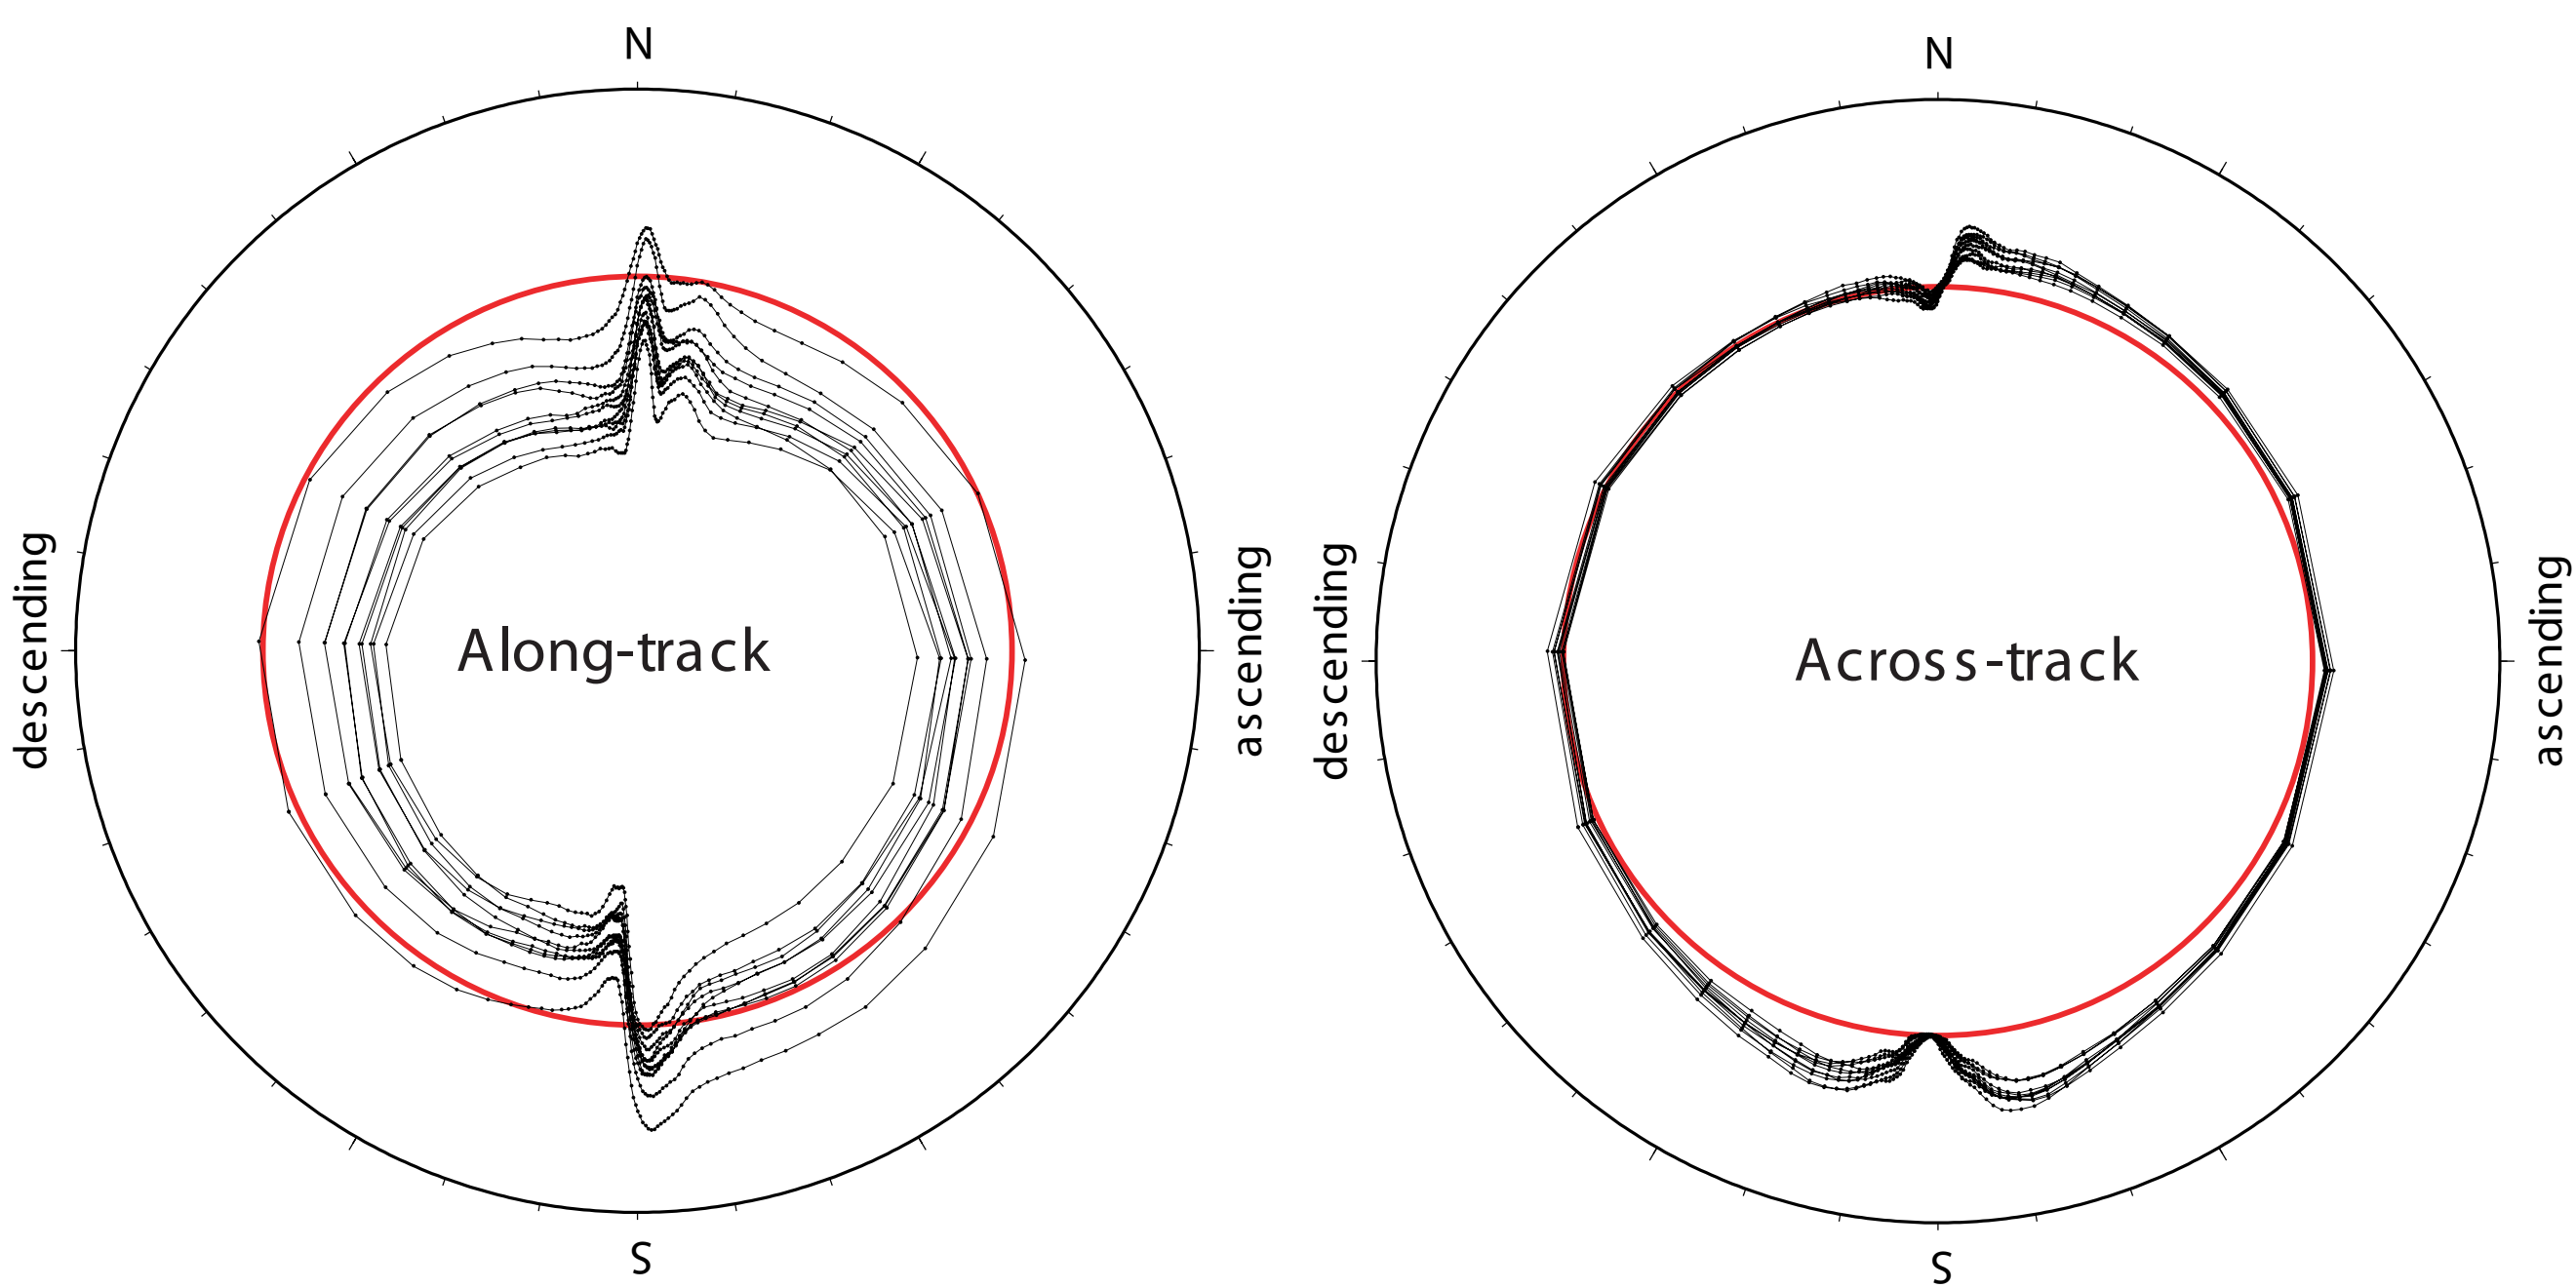 N
descending
Along-track
ascending
S
N
descending
Across-track
ascending
S